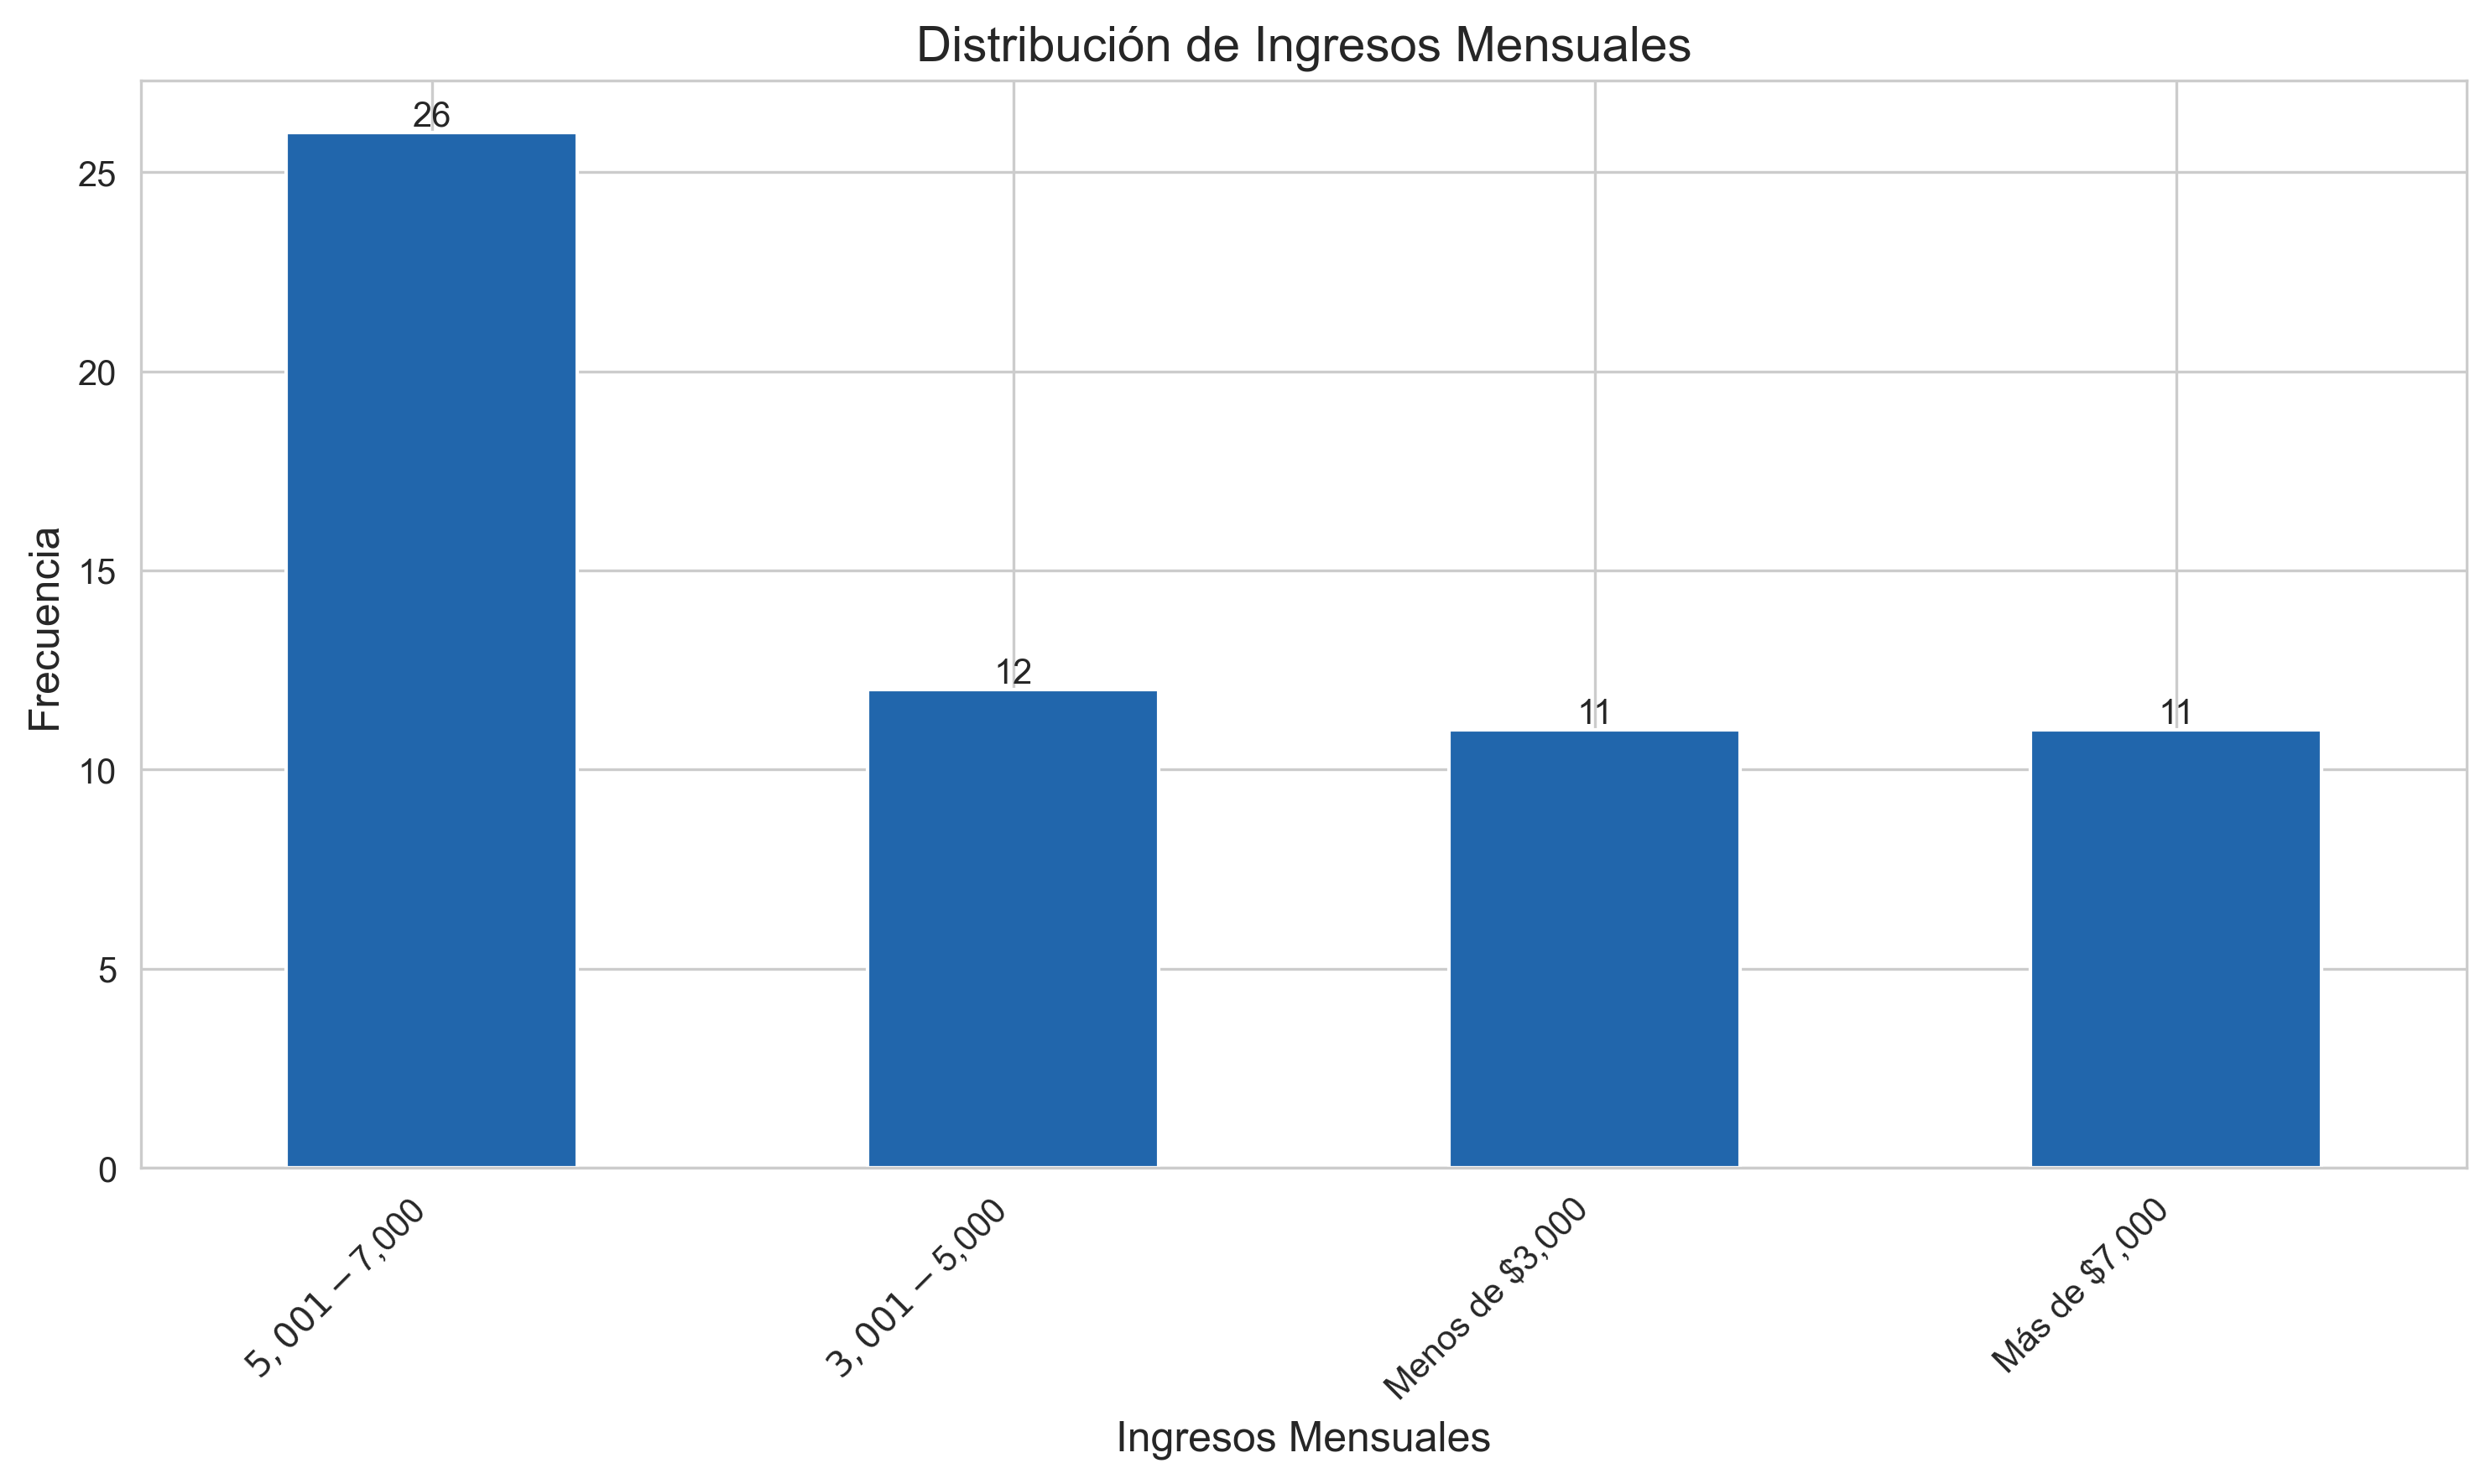 Distribución de Ingresos Mensuales
Frecuencia
25
20
15
10
5
0
26
12
11
11
5, 001 – 7,000
3, 001 – 5,000
Menos de $3,000
Más de $7,000
Ingresos Mensuales